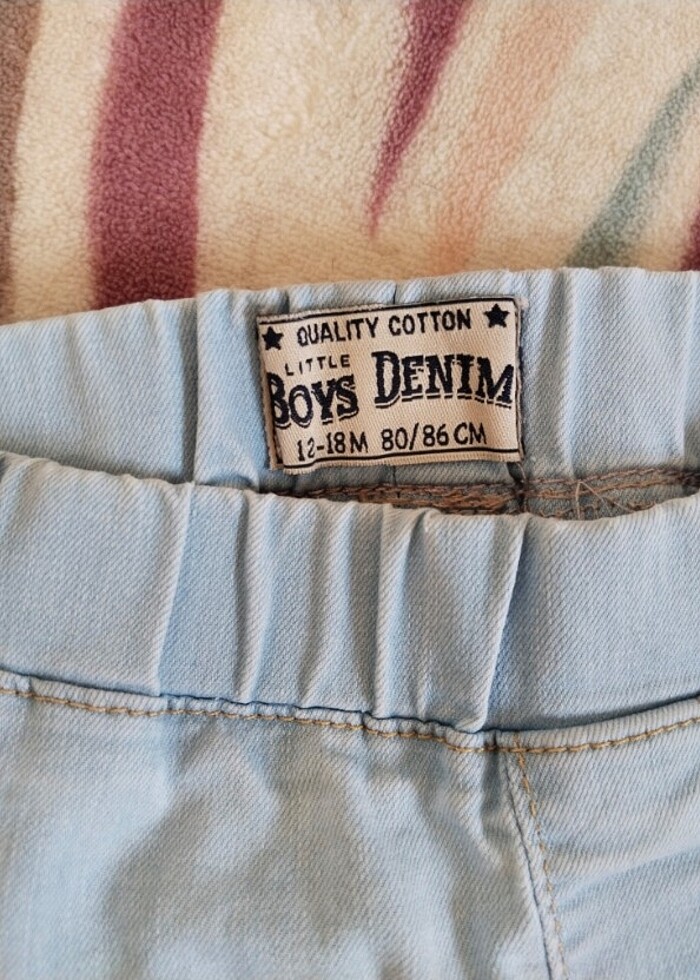 QUALITY COTTON
LITTLE
BOYS DENIM
12-18M 80/86 CM